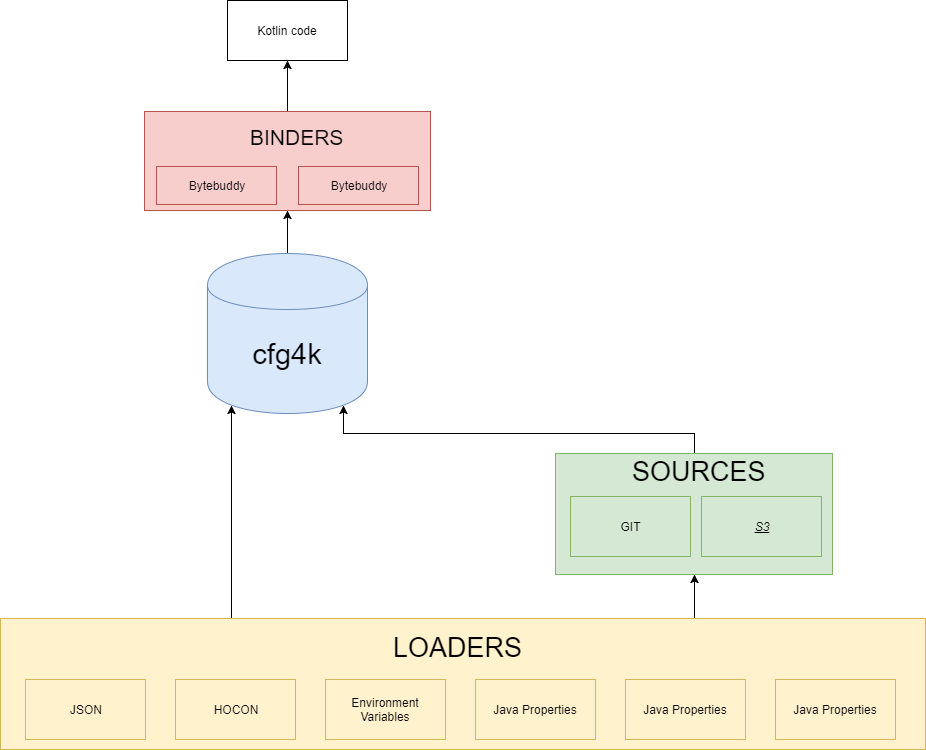 Kotlin code
BINDERS
Bytebuddy
Bytebuddy
cfg4k
SOURCES
GIT
S3
LOADERS
JSON
HOCON
Environment
Variables
Java Properties
Java Properties
Java Properties